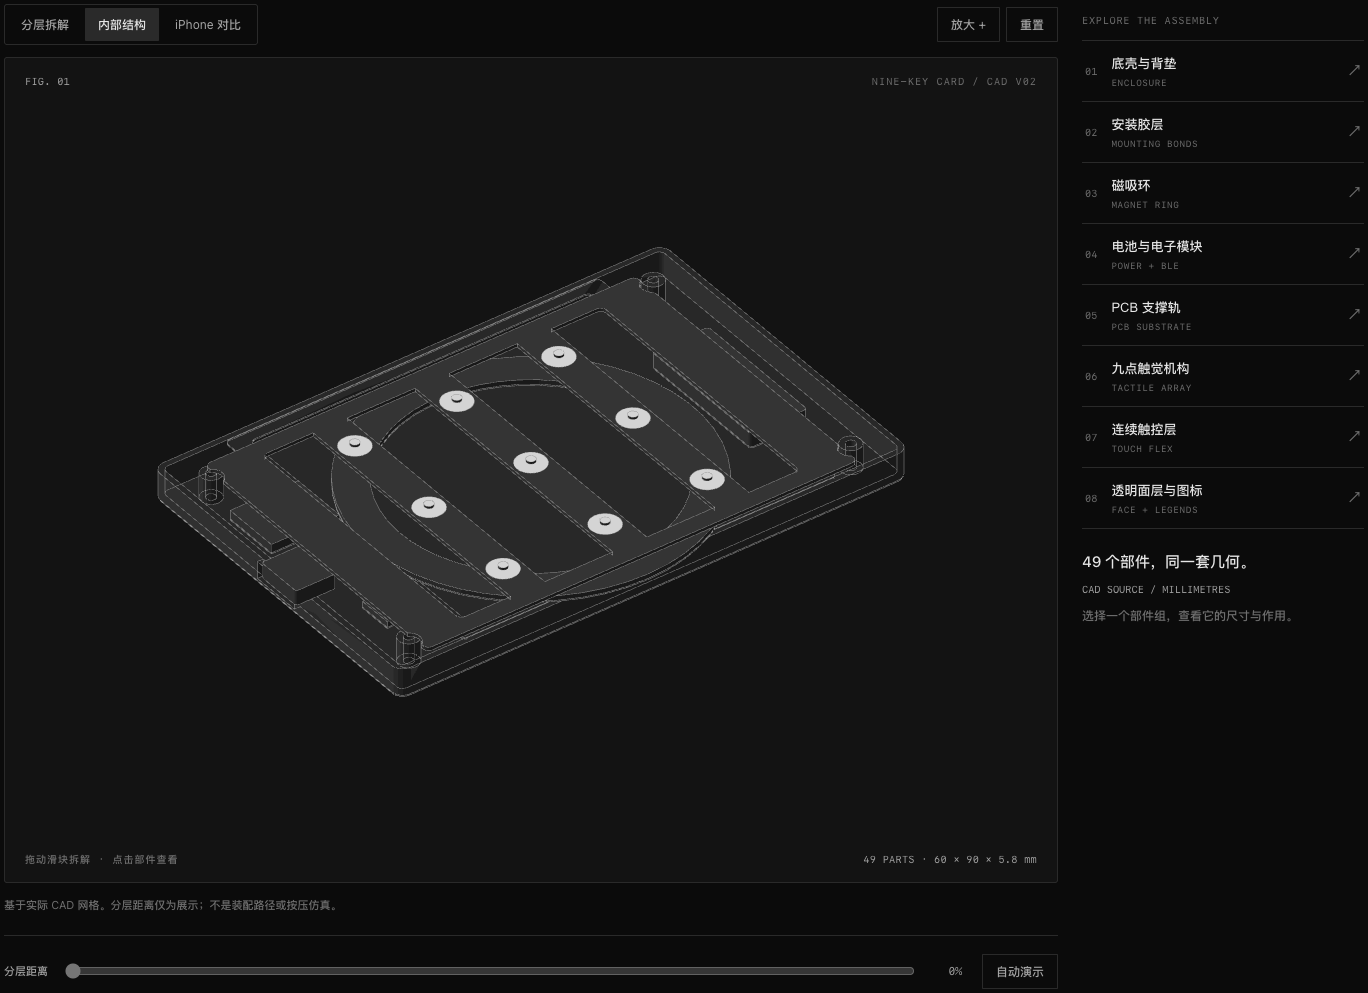 分层拆解 内部结构 iPhone 对比 放大 + 重置
FIG. 01 NINE-KEY CARD / CAD V02
拖动滑块拆解 · 点击部件查看 49 PARTS · 60 × 90 × 5.8 mm
基于实际 CAD 网格。分层距离仅为展示；不是装配路径或按压仿真。
分层距离 0% 自动演示
EXPLORE THE ASSEMBLY
01 底壳与背垫 ↗
ENCLOSURE
02 安装胶层 ↗
MOUNTING BONDS
03 磁吸环 ↗
MAGNET RING
04 电池与电子模块 ↗
POWER + BLE
05 PCB 支撑轨 ↗
PCB SUBSTRATE
06 九点触觉机构 ↗
TACTILE ARRAY
07 连续触控层 ↗
TOUCH FLEX
08 透明面层与图标 ↗
FACE + LEGENDS
49 个部件，同一套几何。
CAD SOURCE / MILLIMETRES
选择一个部件组，查看它的尺寸与作用。